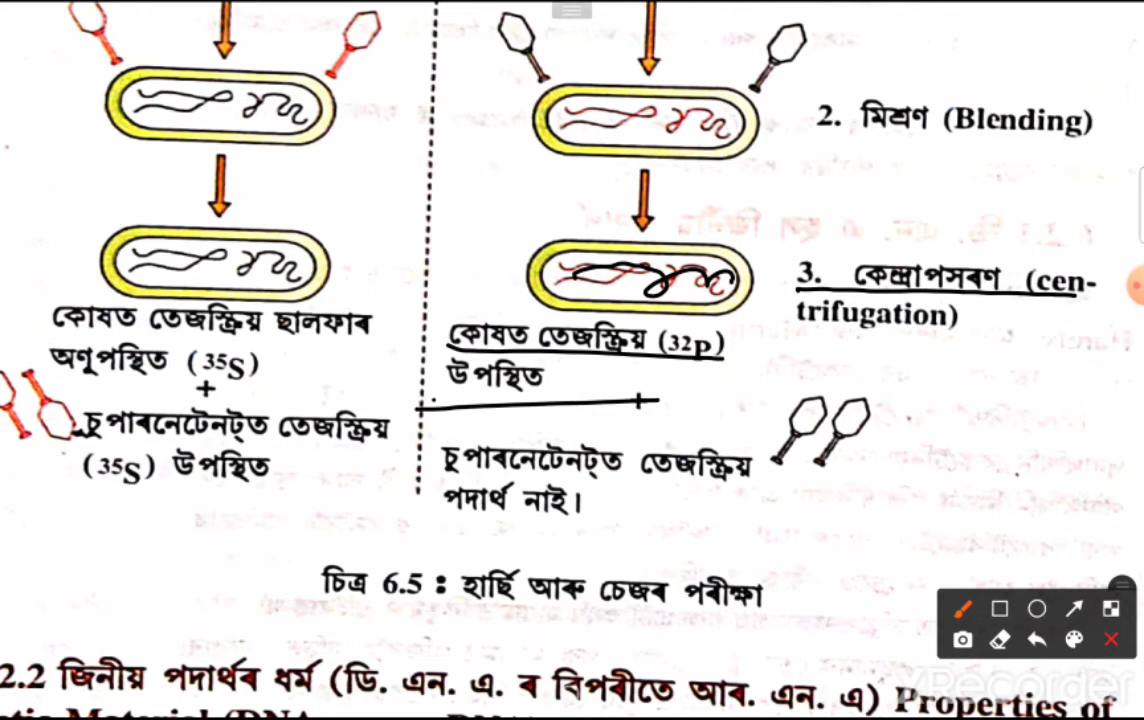 2. মিশ্ৰণ (Blending)
3. কেন্দ্ৰাপসৰণ (cen-
trifugation)
কোষত তেজস্ক্ৰিয় ছালফাৰ
অণুপস্থিত (35S)
+
চুপাৰনেটেনট্ত তেজস্ক্ৰিয়
(35S) উপস্থিত
কোষত তেজস্ক্ৰিয় (32p)
উপস্থিত
চুপাৰনেটেনট্ত তেজস্ক্ৰিয়
পদাৰ্থ নাই।
চিত্ৰ 6.5 : হাৰ্ছি আৰু চেজৰ পৰীক্ষা
2.2 জিনীয় পদাৰ্থৰ ধৰ্ম (ডি. এন. এ. ৰ বিপৰীতে আৰ. এন. এ) Properties of
Recorder